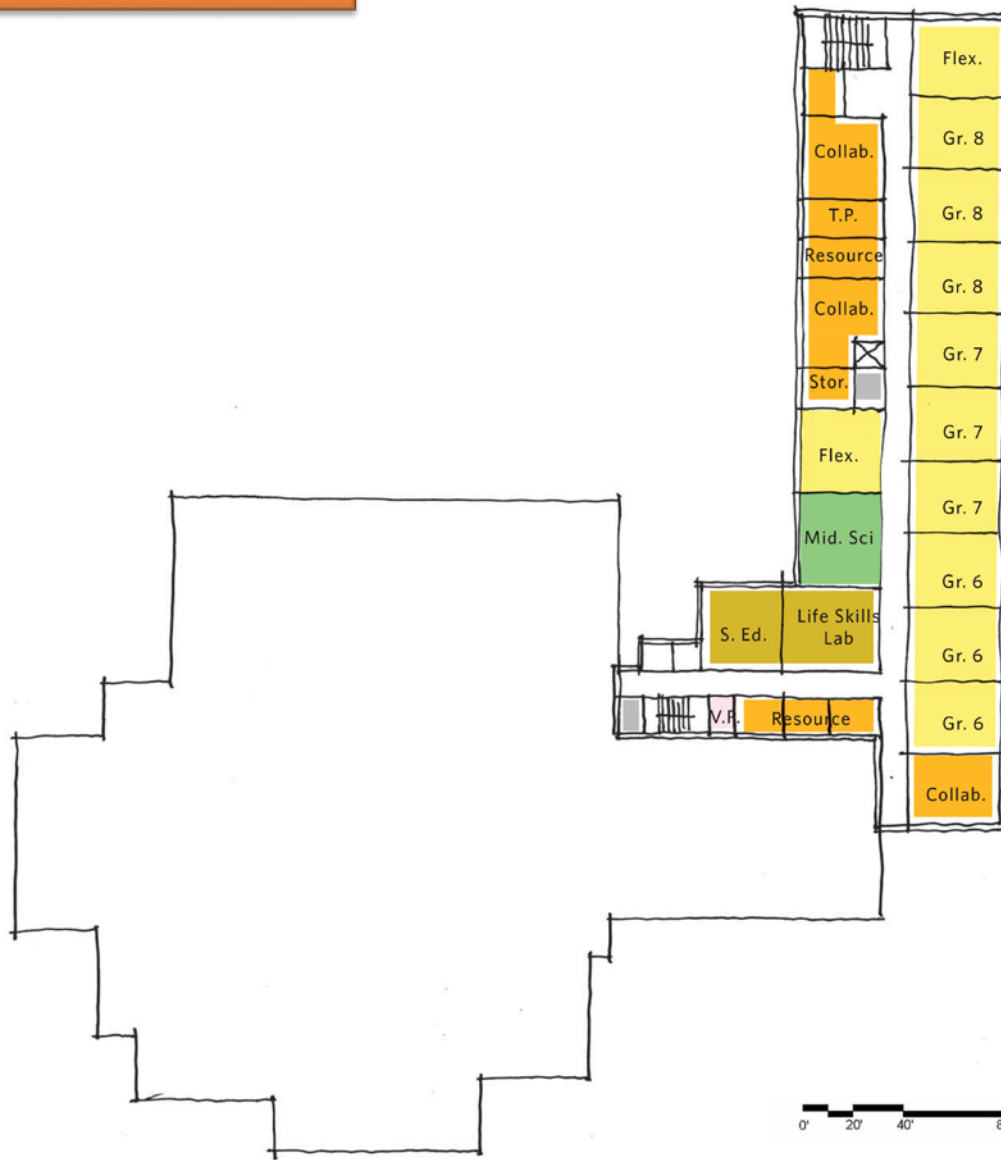 Flex.
Gr. 8
Collab.
T.P.
Gr. 8
Resource
Gr. 8
Collab.
Gr. 7
Stor.
Gr. 7
Flex.
Gr. 7
Mid. Sci
Gr. 6
Life Skills
Lab
S. Ed.
Gr. 6
V.P.
Resource
Gr. 6
Collab.
0' 20' 40'